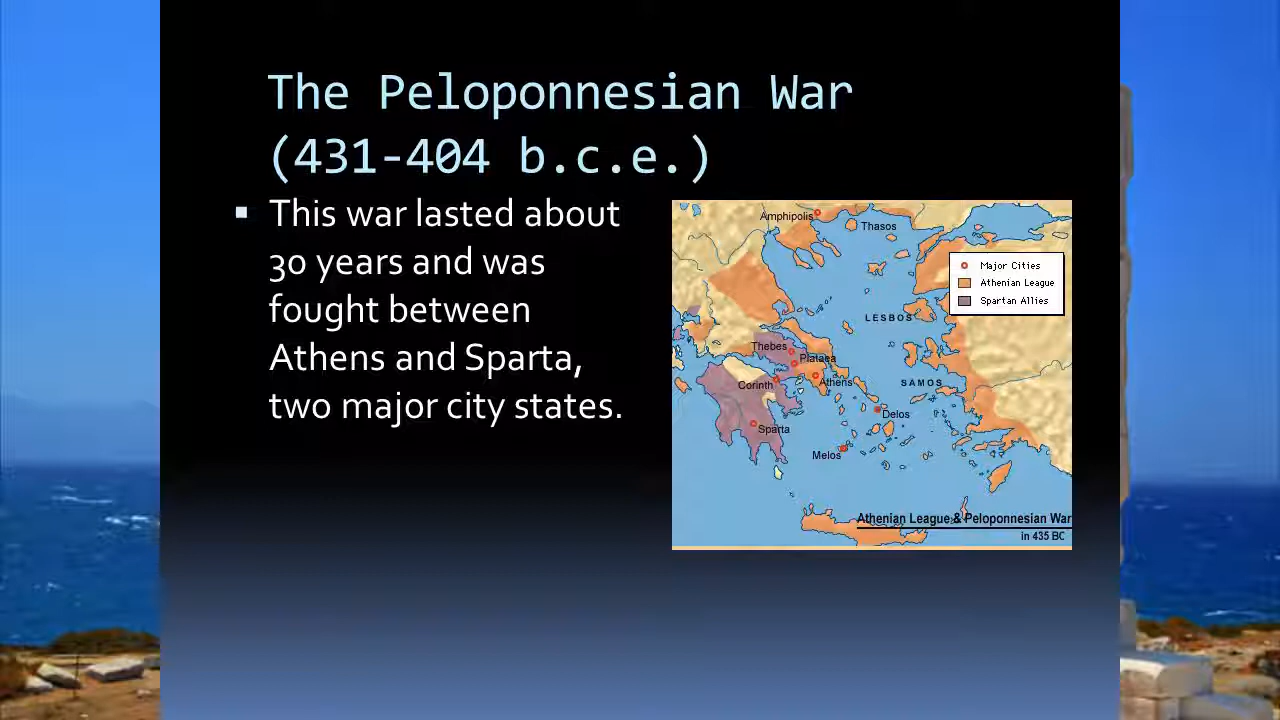 The Peloponnesian War
(431-404 b.c.e.)
▪ This war lasted about
30 years and was
fought between
Athens and Sparta,
two major city states.
Amphipolis
Thasos
Major Cities
Athenian League
Spartan Allies
LESBOS
Thebes
Plataea
Corinth
Athens
SAMOS
Delos
Sparta
Melos
Athenian League & Peloponnesian War
in 435 BC